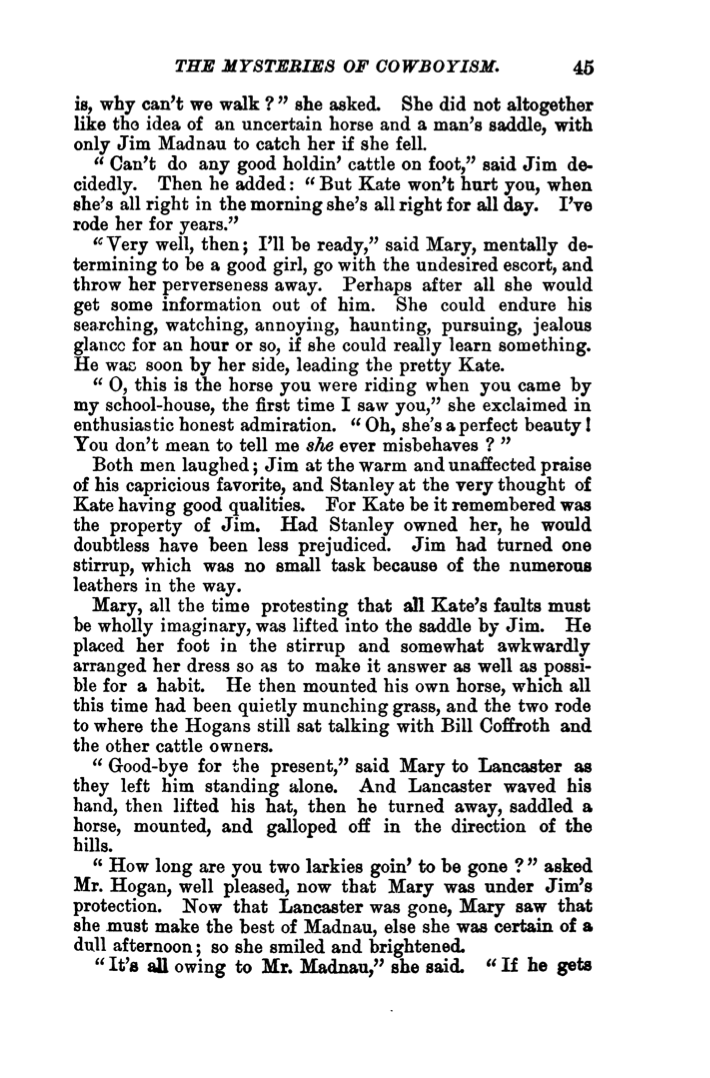 THE MYSTERIES OF COWBOYISM. 45
is, why can't we walk ?" she asked. She did not altogether
like the idea of an uncertain horse and a man's saddle, with
only Jim Madnau to catch her if she fell.
"Can't do any good holdin' cattle on foot," said Jim de-
cidedly. Then he added: "But Kate won't hurt you, when
she's all right in the morning she's all right for all day. I've
rode her for years."
"Very well, then; I'll be ready," said Mary, mentally de-
termining to be a good girl, go with the undesired escort, and
throw her perverseness away. Perhaps after all she would
get some information out of him. She could endure his
searching, watching, annoying, haunting, pursuing, jealous
glance for an hour or so, if she could really learn something.
He was soon by her side, leading the pretty Kate.
"O, this is the horse you were riding when you came by
my school-house, the first time I saw you," she exclaimed in
enthusiastic honest admiration. "Oh, she's a perfect beauty!
You don't mean to tell me she ever misbehaves ?"
Both men laughed; Jim at the warm and unaffected praise
of his capricious favorite, and Stanley at the very thought of
Kate having good qualities. For Kate be it remembered was
the property of Jim. Had Stanley owned her, he would
doubtless have been less prejudiced. Jim had turned one
stirrup, which was no small task because of the numerous
leathers in the way.
Mary, all the time protesting that all Kate's faults must
be wholly imaginary, was lifted into the saddle by Jim. He
placed her foot in the stirrup and somewhat awkwardly
arranged her dress so as to make it answer as well as possi-
ble for a habit. He then mounted his own horse, which all
this time had been quietly munching grass, and the two rode
to where the Hogans still sat talking with Bill Coffroth and
the other cattle owners.
"Good-bye for the present," said Mary to Lancaster as
they left him standing alone. And Lancaster waved his
hand, then lifted his hat, then he turned away, saddled a
horse, mounted, and galloped off in the direction of the
hills.
"How long are you two larkies goin' to be gone ?" asked
Mr. Hogan, well pleased, now that Mary was under Jim's
protection. Now that Lancaster was gone, Mary saw that
she must make the best of Madnau, else she was certain of a
dull afternoon; so she smiled and brightened.
"It's all owing to Mr. Madnau," she said. "If he gets